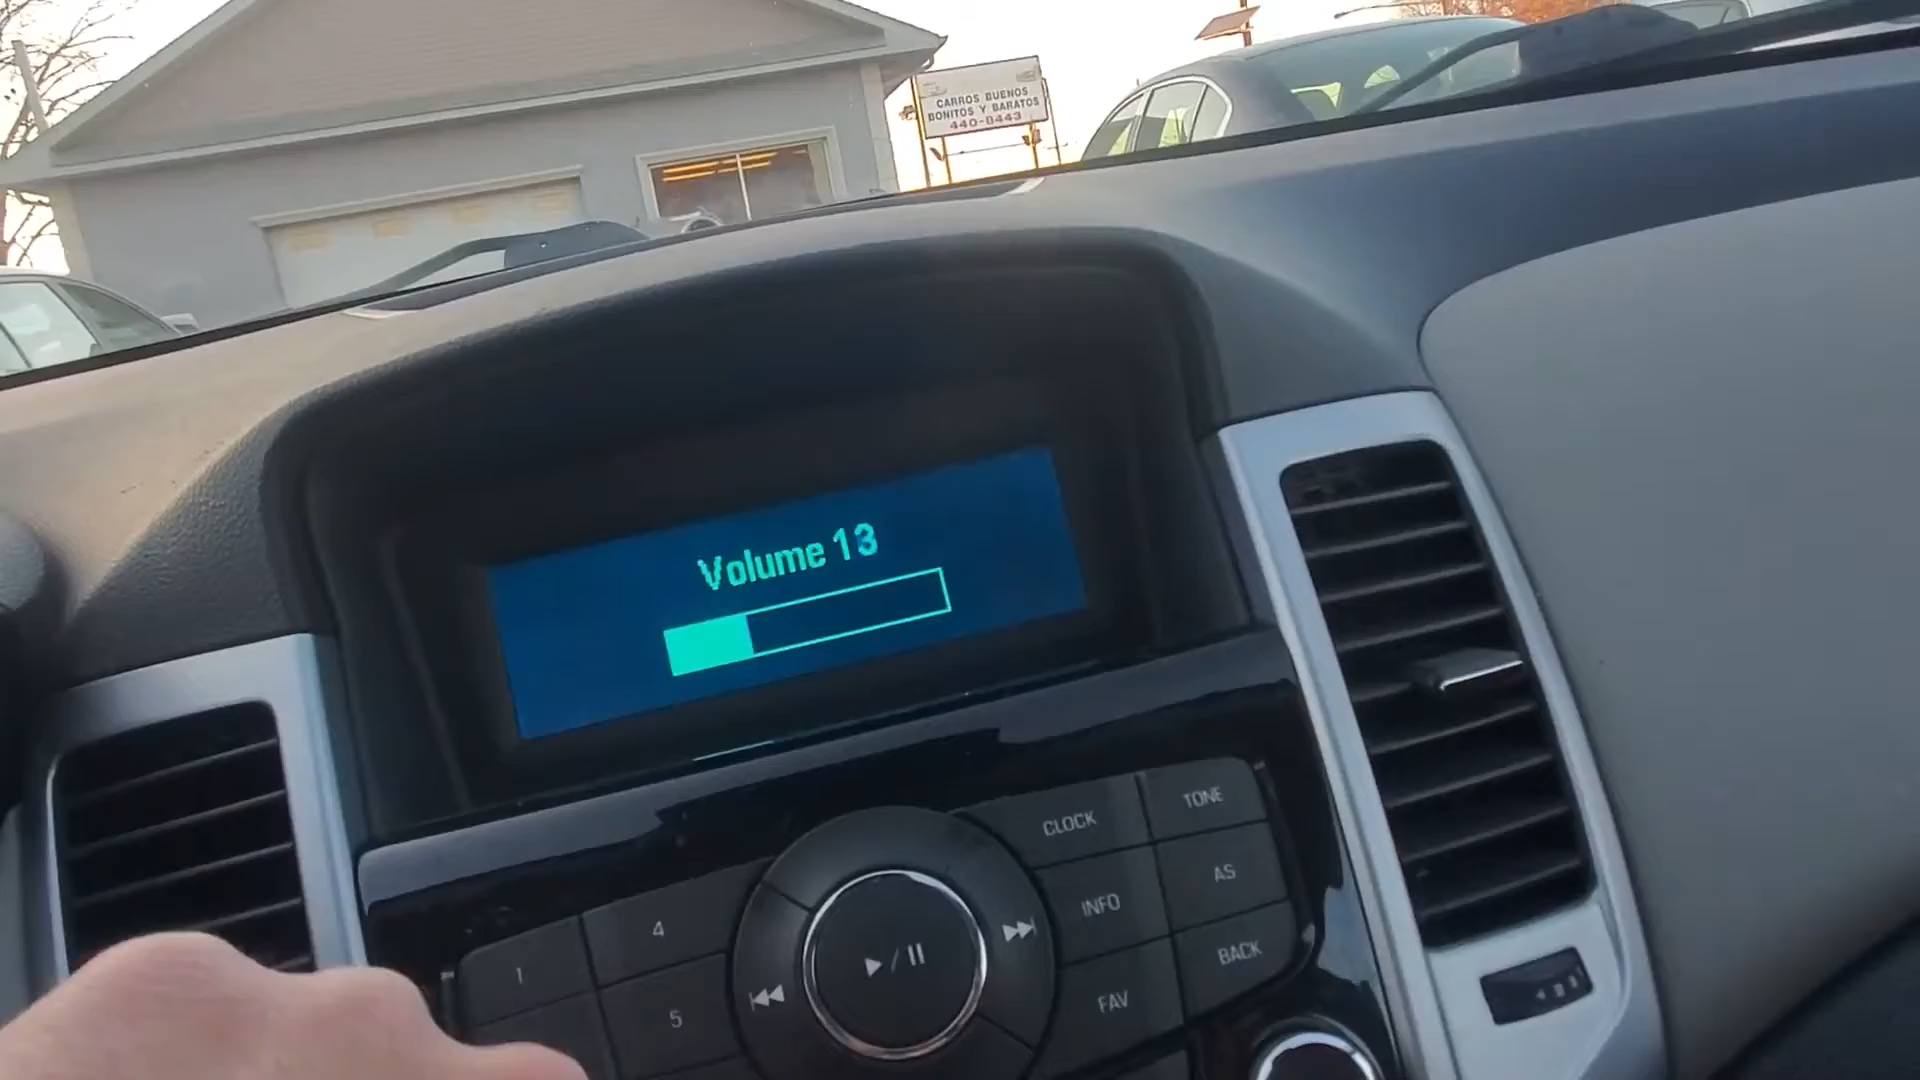 CARROS BUENOS
BONITOS Y BARATOS
440-8443
Volume 13
CLOCK
TONE
4
INFO
AS
1
5
FAV
BACK